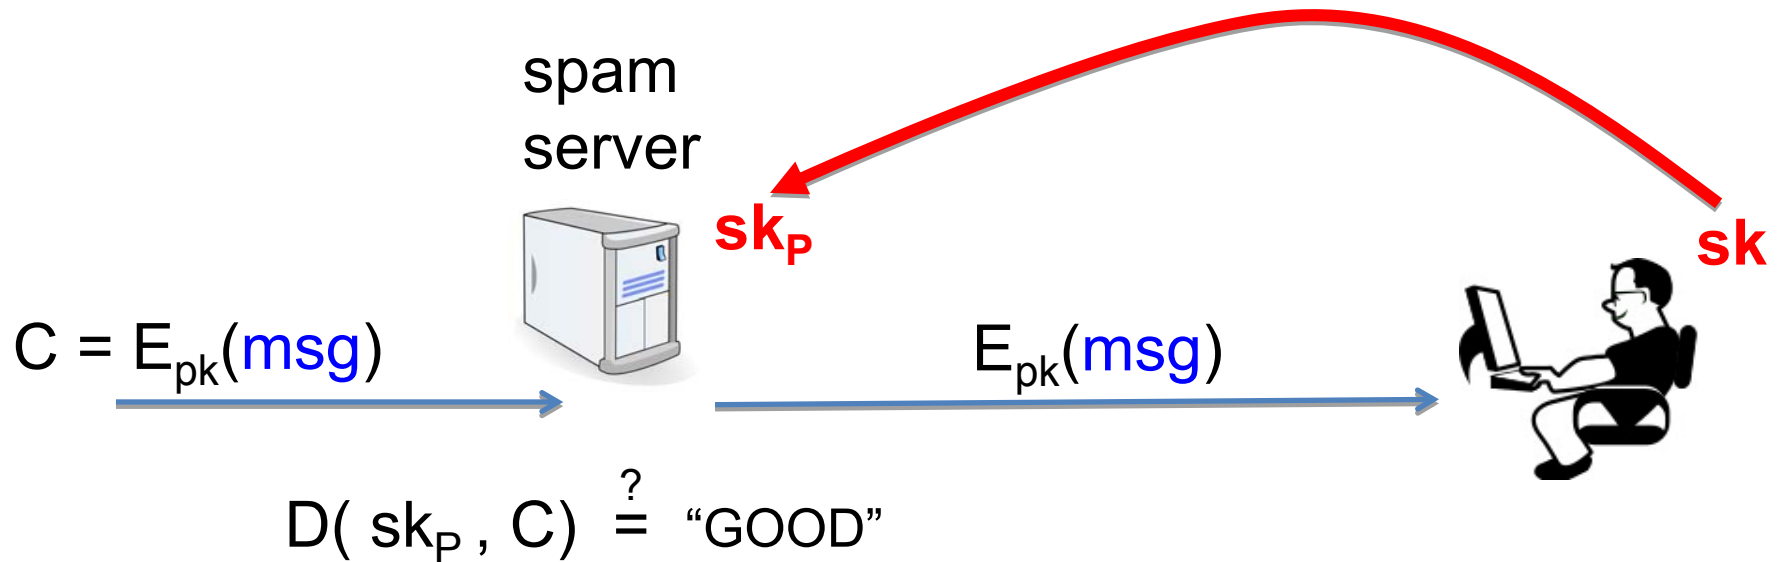 spam
server
sk_P
sk
C = E_pk(msg)
E_pk(msg)
D( sk_P , C) ≟ “GOOD”